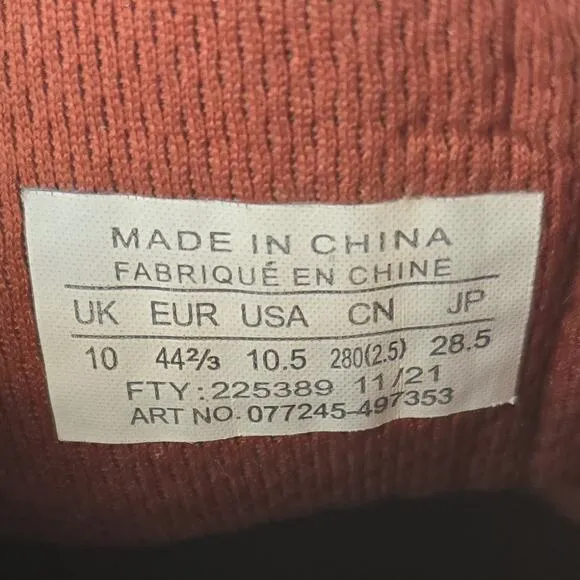 MADE IN CHINA
FABRIQUÉ EN CHINE
UK EUR USA CN JP
10 44⅔ 10.5 280(2.5) 28.5
FTY: 225389 11/21
ART NO. 077245-497353